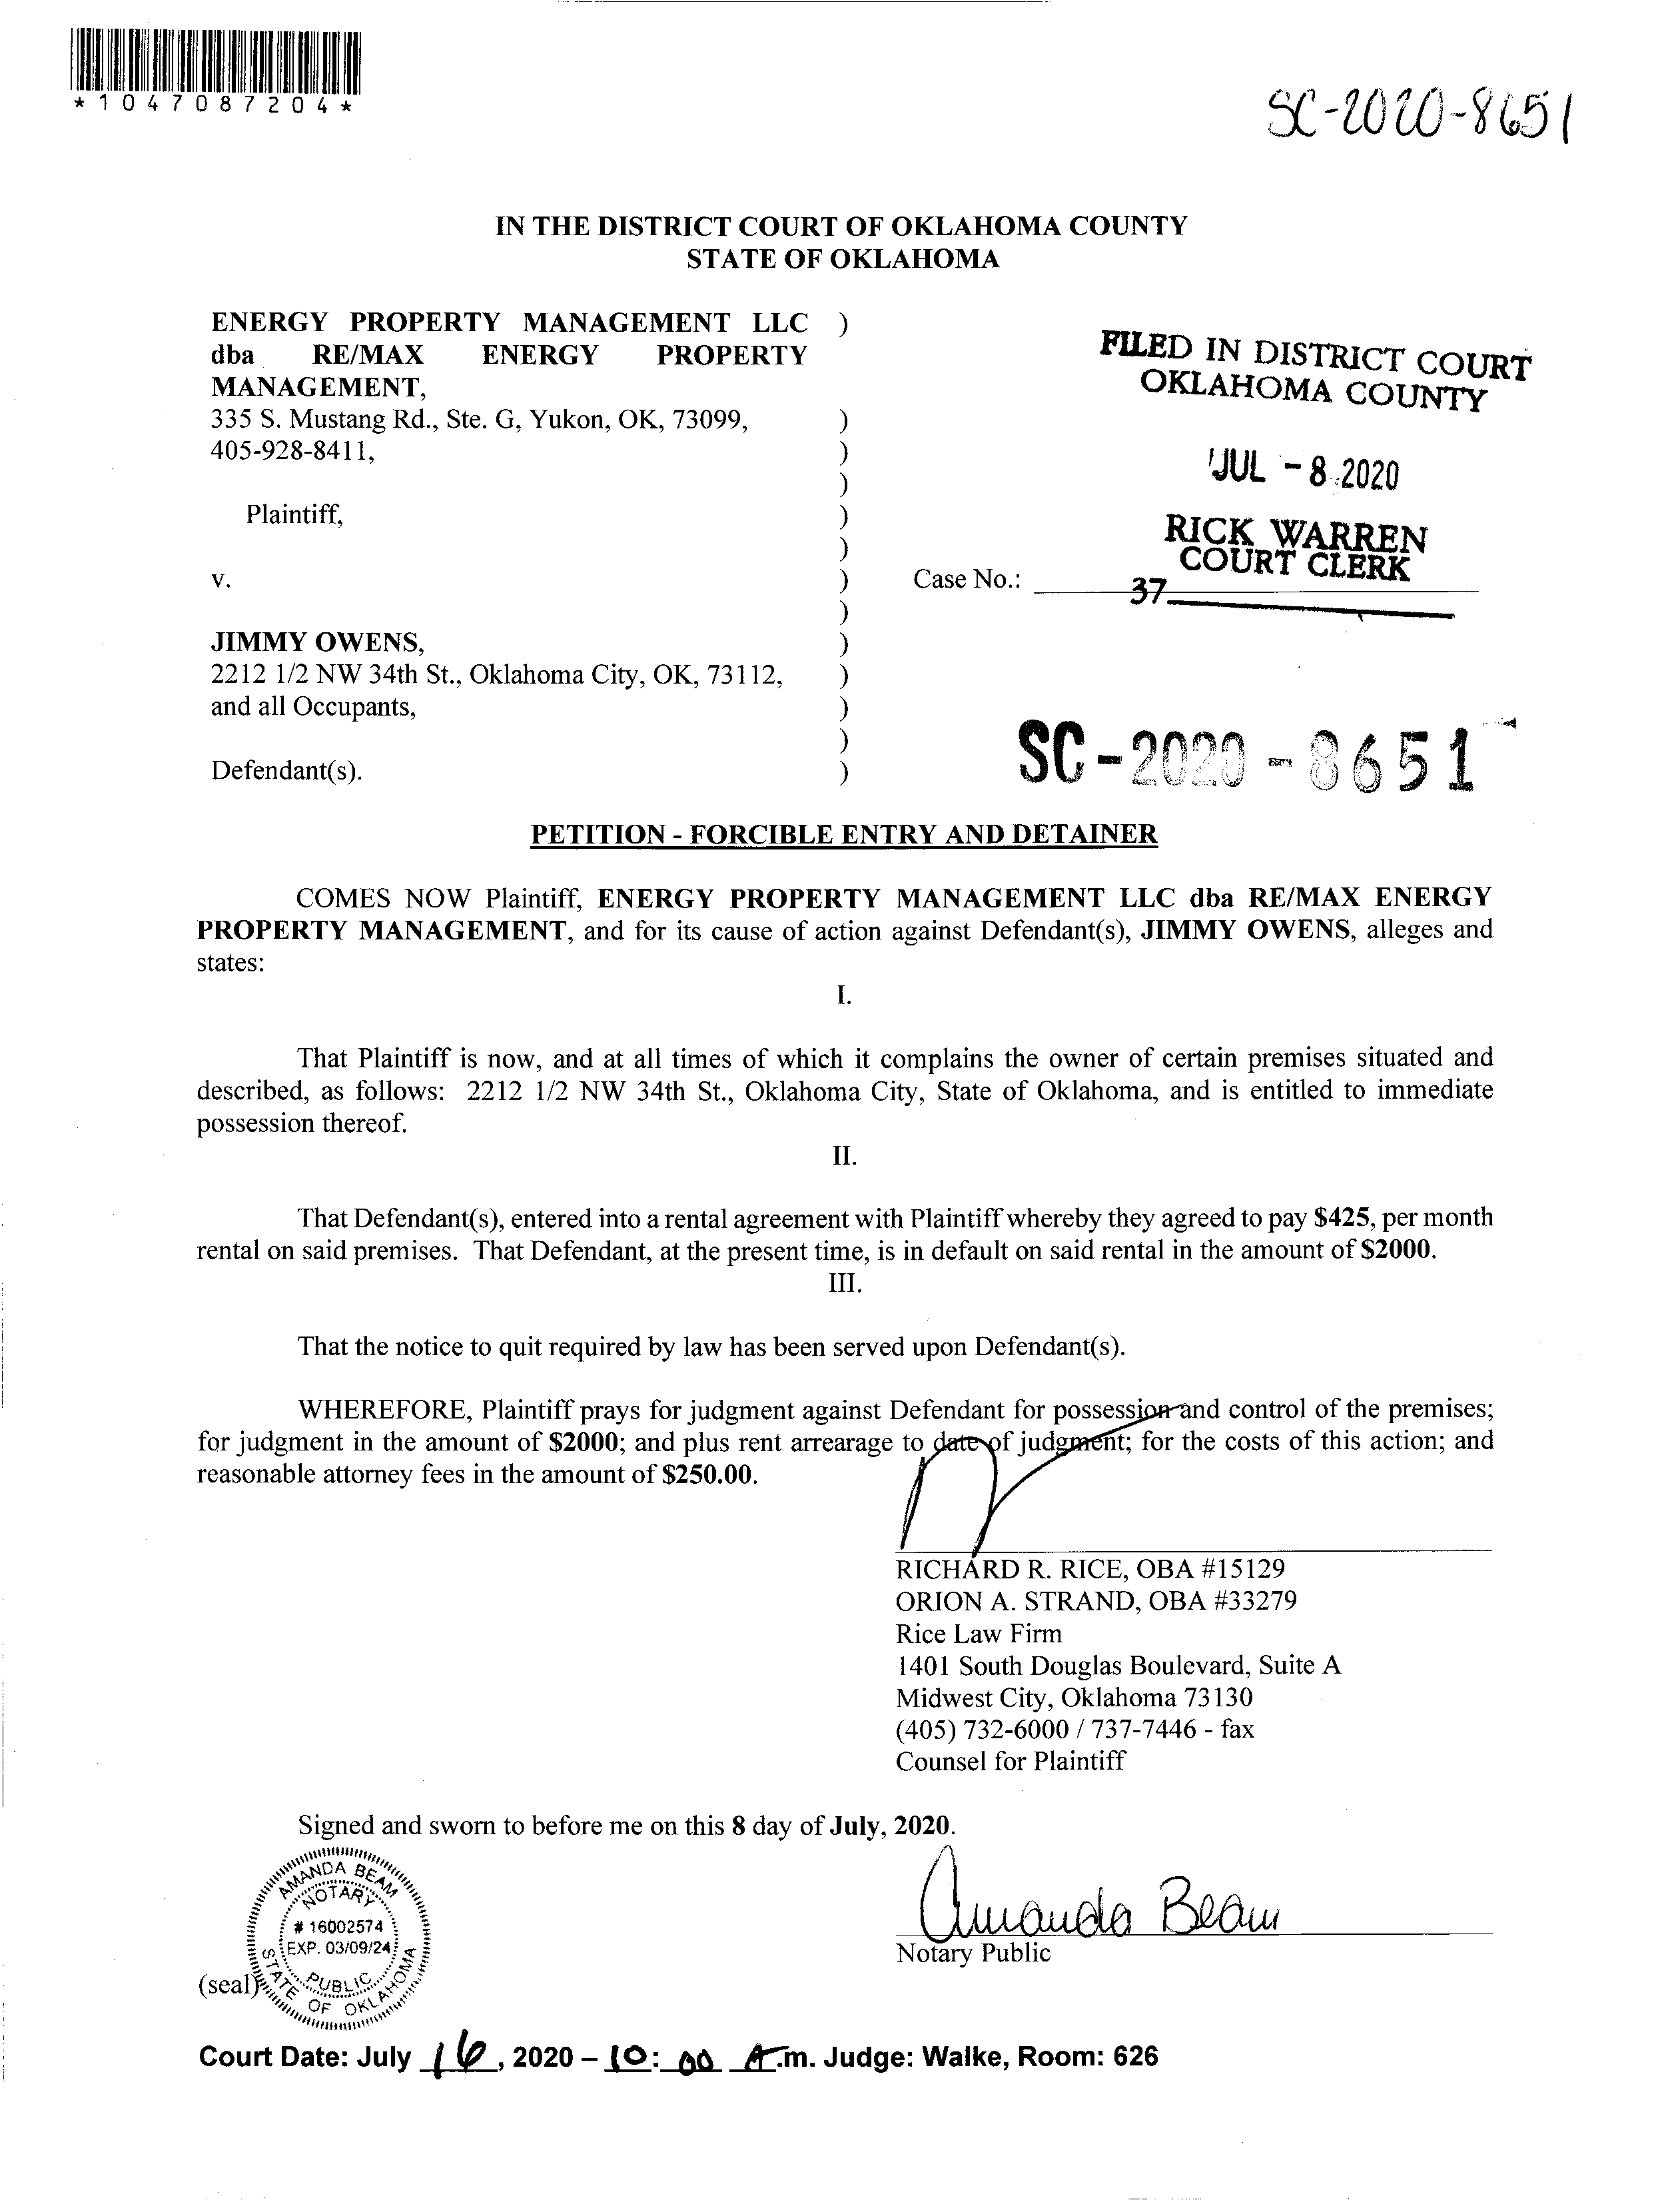 *1047087204*
SC-2020-8651
IN THE DISTRICT COURT OF OKLAHOMA COUNTY
STATE OF OKLAHOMA
ENERGY PROPERTY MANAGEMENT LLC )
dba RE/MAX ENERGY PROPERTY
MANAGEMENT,
335 S. Mustang Rd., Ste. G, Yukon, OK, 73099, )
405-928-8411, )
)
Plaintiff, )
)
v. )
)
JIMMY OWENS, )
2212 1/2 NW 34th St., Oklahoma City, OK, 73112, )
and all Occupants, )
)
Defendant(s). )
FILED IN DISTRICT COURT
OKLAHOMA COUNTY
JUL - 8 2020
RICK WARREN
COURT CLERK
Case No.:
37
SC-2020-8651
PETITION - FORCIBLE ENTRY AND DETAINER
COMES NOW Plaintiff, ENERGY PROPERTY MANAGEMENT LLC dba RE/MAX ENERGY
PROPERTY MANAGEMENT, and for its cause of action against Defendant(s), JIMMY OWENS, alleges and
states:
I.
That Plaintiff is now, and at all times of which it complains the owner of certain premises situated and
described, as follows: 2212 1/2 NW 34th St., Oklahoma City, State of Oklahoma, and is entitled to immediate
possession thereof.
II.
That Defendant(s), entered into a rental agreement with Plaintiff whereby they agreed to pay $425, per month
rental on said premises. That Defendant, at the present time, is in default on said rental in the amount of $2000.
III.
That the notice to quit required by law has been served upon Defendant(s).
WHEREFORE, Plaintiff prays for judgment against Defendant for possession and control of the premises;
for judgment in the amount of $2000; and plus rent arrearage to date of judgment; for the costs of this action; and
reasonable attorney fees in the amount of $250.00.
RICHARD R. RICE, OBA #15129
ORION A. STRAND, OBA #33279
Rice Law Firm
1401 South Douglas Boulevard, Suite A
Midwest City, Oklahoma 73130
(405) 732-6000 / 737-7446 - fax
Counsel for Plaintiff
Signed and sworn to before me on this 8 day of July, 2020.
Amanda Beam
Notary Public
AMANDA BEAM
NOTARY
# 16002574
EXP. 03/09/24
PUBLIC
STATE OF OKLAHOMA
(seal)
Court Date: July 16, 2020 – 10:00 A.m. Judge: Walke, Room: 626